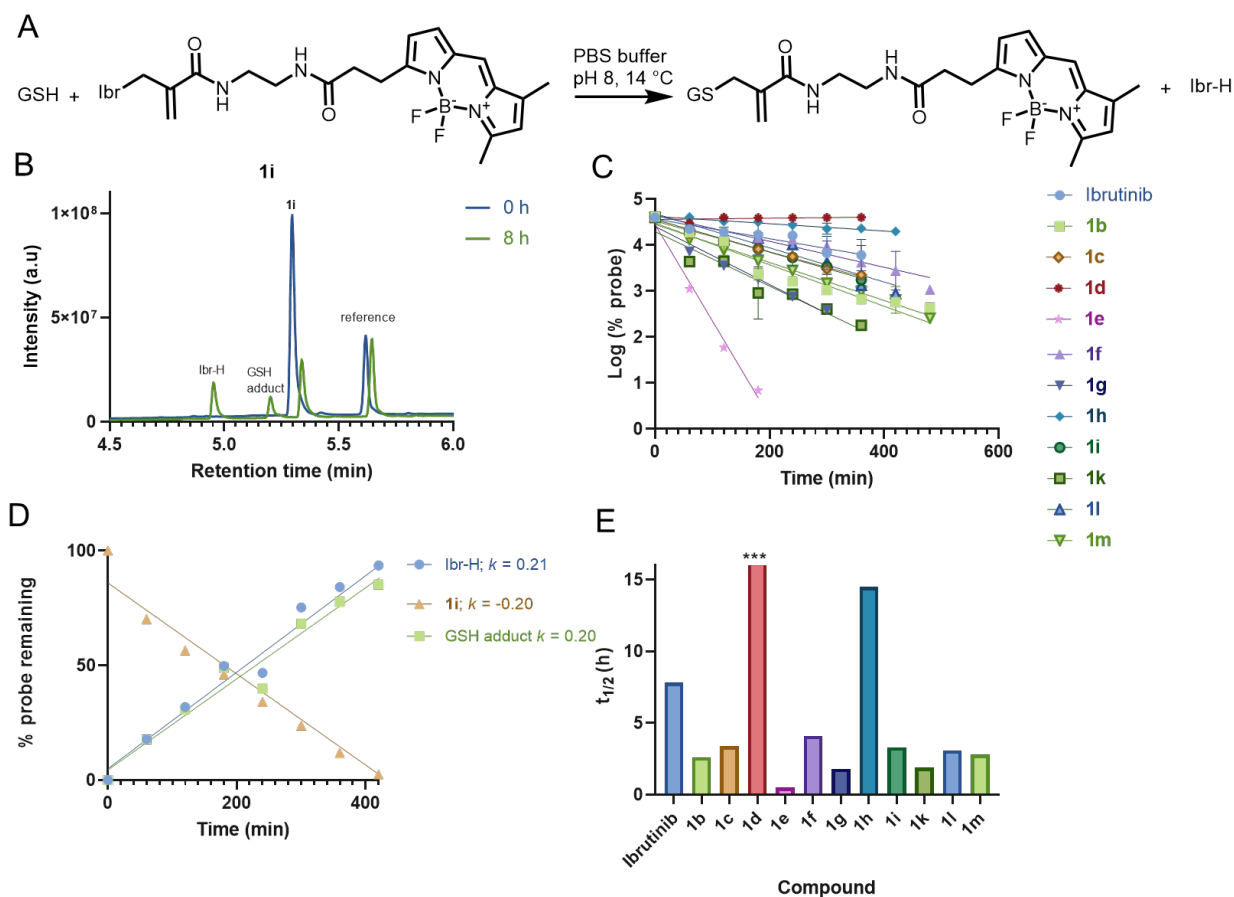 A
GSH +
Ibr
O
N
H
H
N
O
N
B-
N+
F
F
PBS buffer
pH 8, 14 °C
GS
O
N
H
H
N
O
N
B-
N+
F
F
+ Ibr-H
B
1i
Intensity (a.u)
1×10⁸
5×10⁷
0
1i
Ibr-H
GSH
adduct
reference
0 h
8 h
4.5 5.0 5.5 6.0
Retention time (min)
C
Log (% probe)
5
4
3
2
1
0
0 200 400 600
Time (min)
Ibrutinib
1b
1c
1d
1e
1f
1g
1h
1i
1k
1l
1m
D
% probe remaining
100
50
0
0 200 400
Time (min)
Ibr-H; k = 0.21
1i; k = -0.20
GSH adduct k = 0.20
E
t1/2 (h)
15
10
5
0
***
Ibrutinib 1b 1c 1d 1e 1f 1g 1h 1i 1k 1l 1m
Compound